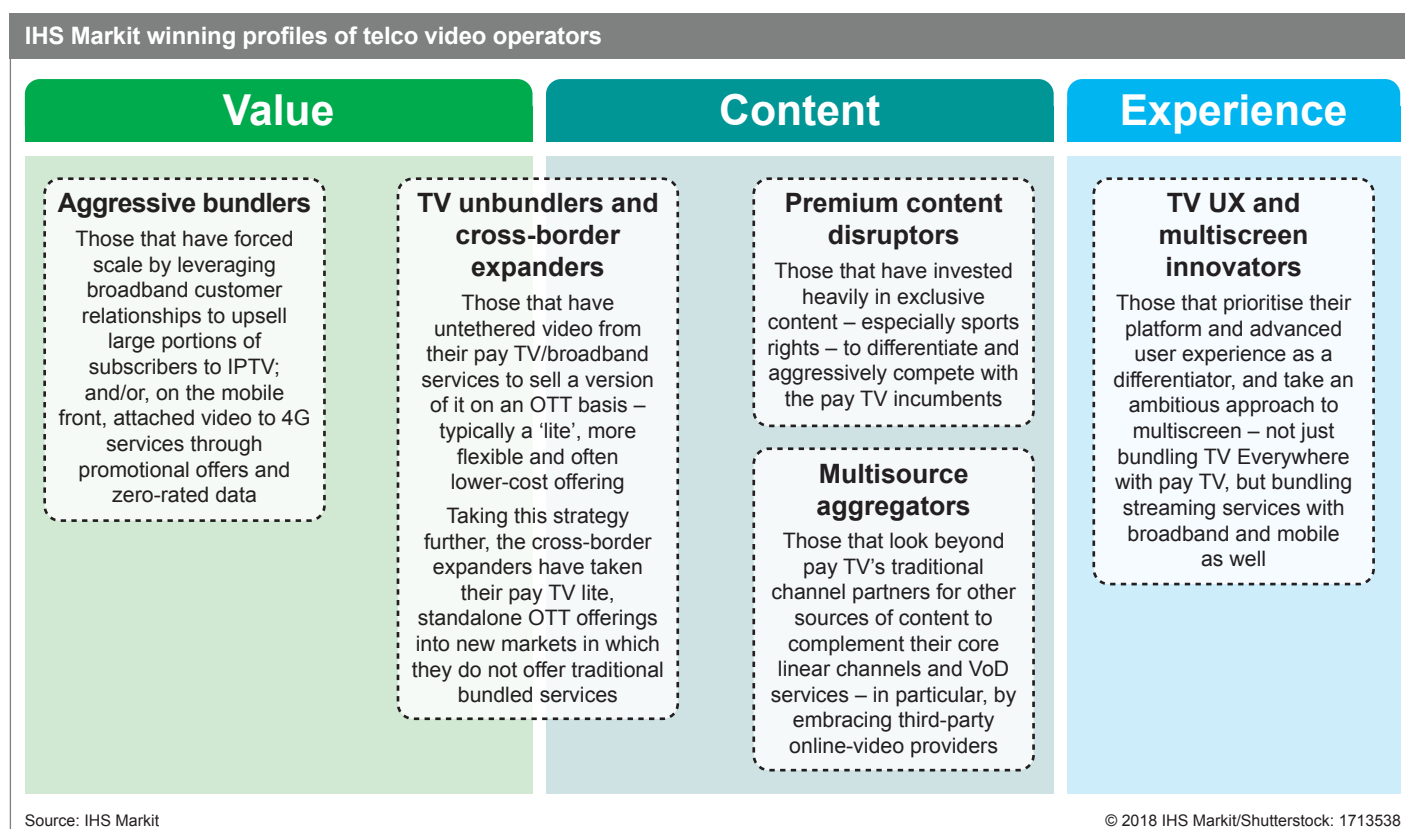 IHS Markit winning profiles of telco video operators
Value
Content
Experience
Aggressive bundlers
Those that have forced
scale by leveraging
broadband customer
relationships to upsell
large portions of
subscribers to IPTV;
and/or, on the mobile
front, attached video to 4G
services through
promotional offers and
zero-rated data
TV unbundlers and
cross-border
expanders
Those that have
untethered video from
their pay TV/broadband
services to sell a version
of it on an OTT basis –
typically a ‘lite’, more
flexible and often
lower-cost offering
Taking this strategy
further, the cross-border
expanders have taken
their pay TV lite,
standalone OTT offerings
into new markets in which
they do not offer traditional
bundled services
Premium content
disruptors
Those that have invested
heavily in exclusive
content – especially sports
rights – to differentiate and
aggressively compete with
the pay TV incumbents
Multisource
aggregators
Those that look beyond
pay TV’s traditional
channel partners for other
sources of content to
complement their core
linear channels and VoD
services – in particular, by
embracing third-party
online-video providers
TV UX and
multiscreen
innovators
Those that prioritise their
platform and advanced
user experience as a
differentiator, and take an
ambitious approach to
multiscreen – not just
bundling TV Everywhere
with pay TV, but bundling
streaming services with
broadband and mobile
as well
Source: IHS Markit
© 2018 IHS Markit/Shutterstock: 1713538